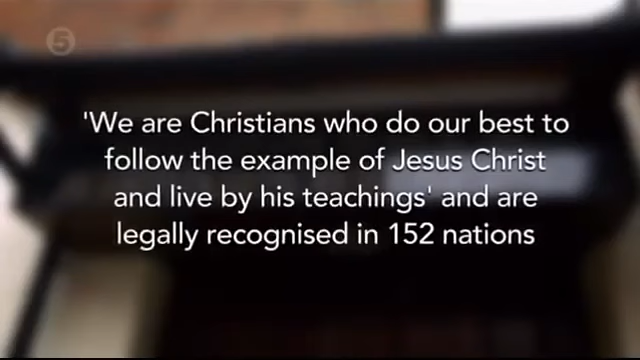 5
'We are Christians who do our best to
follow the example of Jesus Christ
and live by his teachings' and are
legally recognised in 152 nations